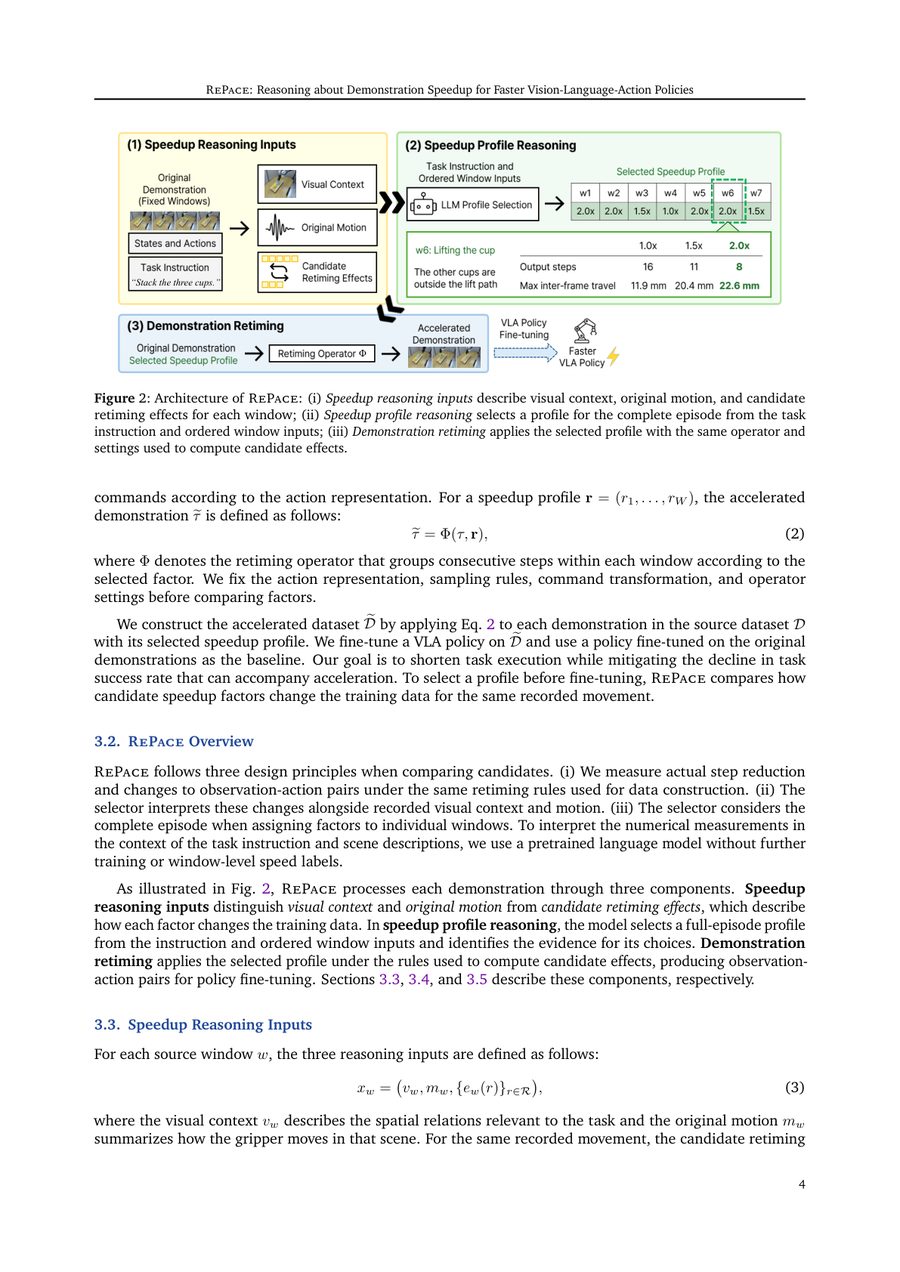 RePace: Reasoning about Demonstration Speedup for Faster Vision-Language-Action Policies
(1) Speedup Reasoning Inputs
Original
Demonstration
(Fixed Windows)
States and Actions
Task Instruction
“Stack the three cups.”
Visual Context
Original Motion
Candidate
Retiming Effects
(2) Speedup Profile Reasoning
Task Instruction and
Ordered Window Inputs
LLM Profile Selection
Selected Speedup Profile
w1 w2 w3 w4 w5 w6 w7
2.0x 2.0x 1.5x 1.0x 2.0x 2.0x 1.5x
w6: Lifting the cup
The other cups are
outside the lift path
1.0x 1.5x 2.0x
Output steps 16 11 8
Max inter-frame travel 11.9 mm 20.4 mm 22.6 mm
(3) Demonstration Retiming
Original Demonstration
Selected Speedup Profile
Retiming Operator Φ
Accelerated
Demonstration
VLA Policy
Fine-tuning
Faster
VLA Policy
Figure 2: Architecture of RePace: (i) Speedup reasoning inputs describe visual context, original motion, and candidate
retiming effects for each window; (ii) Speedup profile reasoning selects a profile for the complete episode from the task
instruction and ordered window inputs; (iii) Demonstration retiming applies the selected profile with the same operator and
settings used to compute candidate effects.
commands according to the action representation. For a speedup profile r = (r₁, . . . , r_W), the accelerated
demonstration τ̃ is defined as follows:
τ̃ = Φ(τ, r), (2)
where Φ denotes the retiming operator that groups consecutive steps within each window according to the
selected factor. We fix the action representation, sampling rules, command transformation, and operator
settings before comparing factors.
We construct the accelerated dataset 𝒟̃ by applying Eq. 2 to each demonstration in the source dataset 𝒟
with its selected speedup profile. We fine-tune a VLA policy on 𝒟̃ and use a policy fine-tuned on the original
demonstrations as the baseline. Our goal is to shorten task execution while mitigating the decline in task
success rate that can accompany acceleration. To select a profile before fine-tuning, RePace compares how
candidate speedup factors change the training data for the same recorded movement.
3.2. RePace Overview
RePace follows three design principles when comparing candidates. (i) We measure actual step reduction
and changes to observation-action pairs under the same retiming rules used for data construction. (ii) The
selector interprets these changes alongside recorded visual context and motion. (iii) The selector considers the
complete episode when assigning factors to individual windows. To interpret the numerical measurements in
the context of the task instruction and scene descriptions, we use a pretrained language model without further
training or window-level speed labels.
As illustrated in Fig. 2, RePace processes each demonstration through three components. Speedup
reasoning inputs distinguish visual context and original motion from candidate retiming effects, which describe
how each factor changes the training data. In speedup profile reasoning, the model selects a full-episode profile
from the instruction and ordered window inputs and identifies the evidence for its choices. Demonstration
retiming applies the selected profile under the rules used to compute candidate effects, producing observation-
action pairs for policy fine-tuning. Sections 3.3, 3.4, and 3.5 describe these components, respectively.
3.3. Speedup Reasoning Inputs
For each source window w, the three reasoning inputs are defined as follows:
x_w = (v_w, m_w, {e_w(r)}_{r∈ℛ}), (3)
where the visual context v_w describes the spatial relations relevant to the task and the original motion m_w
summarizes how the gripper moves in that scene. For the same recorded movement, the candidate retiming
4